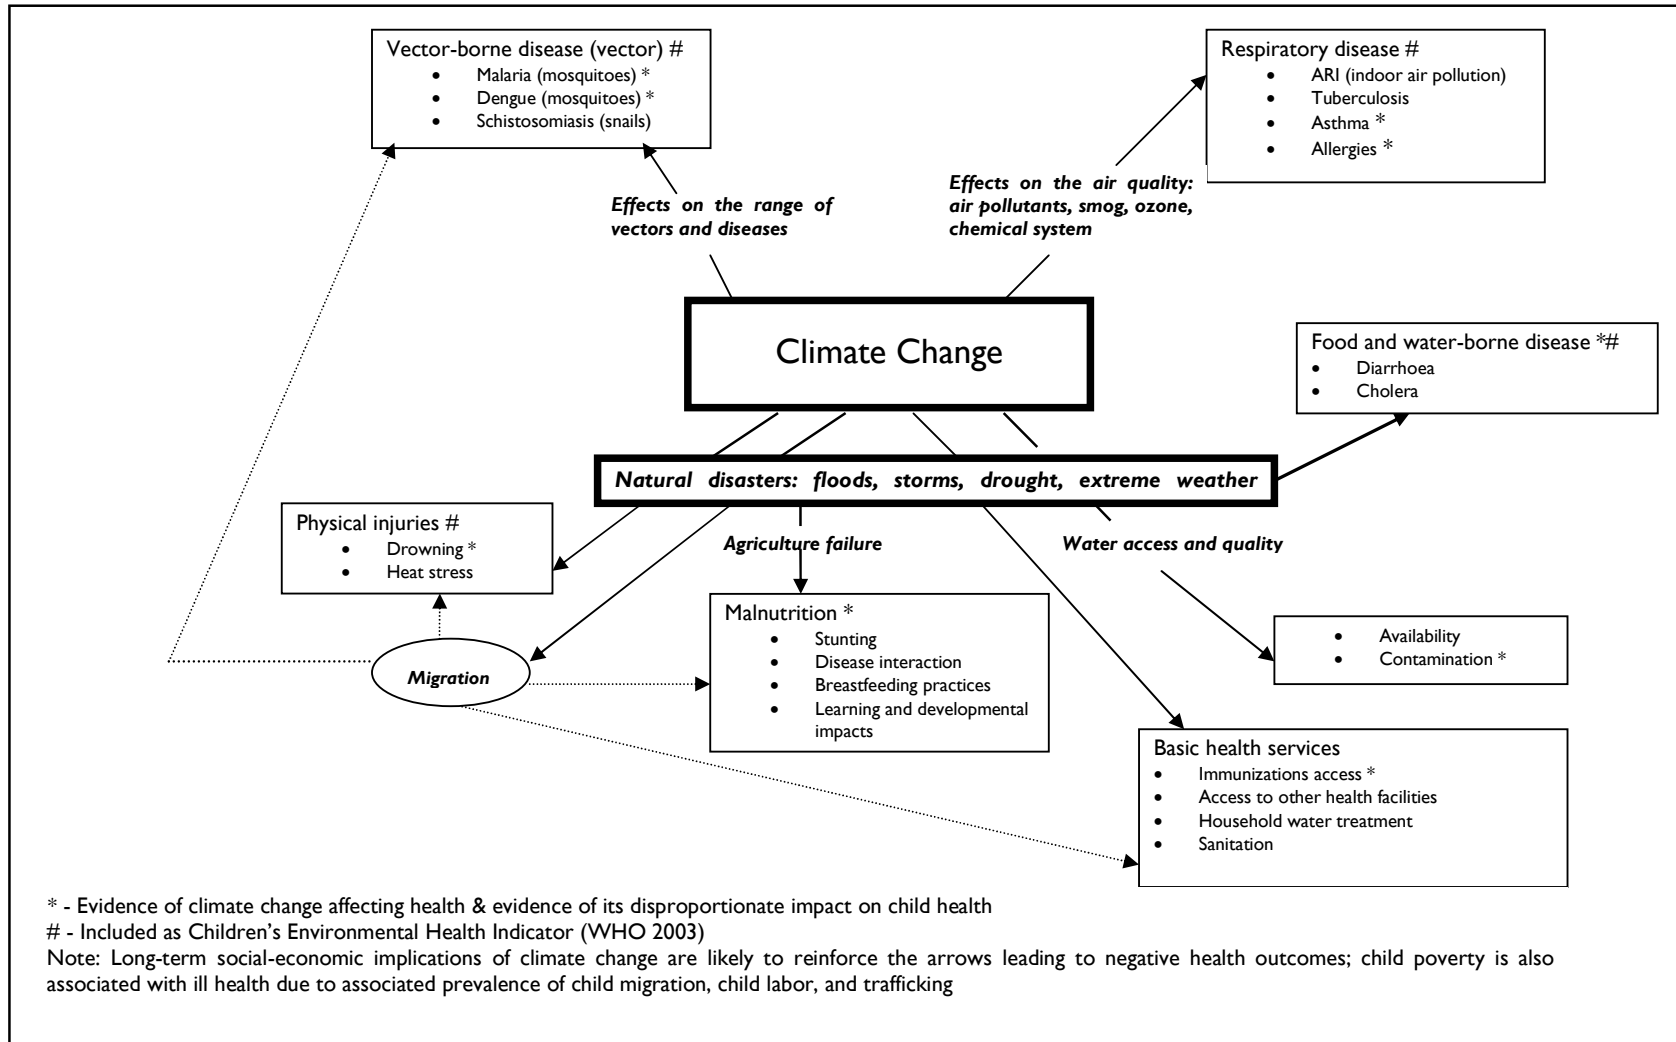 Vector-borne disease (vector) #
• Malaria (mosquitoes) *
• Dengue (mosquitoes) *
• Schistosomiasis (snails)
Respiratory disease #
• ARI (indoor air pollution)
• Tuberculosis
• Asthma *
• Allergies *
Effects on the range of
vectors and diseases
Effects on the air quality:
air pollutants, smog, ozone,
chemical system
Climate Change
Food and water-borne disease *#
• Diarrhoea
• Cholera
Natural disasters: floods, storms, drought, extreme weather
Physical injuries #
• Drowning *
• Heat stress
Agriculture failure
Water access and quality
Malnutrition *
• Stunting
• Disease interaction
• Breastfeeding practices
• Learning and developmental
impacts
• Availability
• Contamination *
Migration
Basic health services
• Immunizations access *
• Access to other health facilities
• Household water treatment
• Sanitation
* - Evidence of climate change affecting health & evidence of its disproportionate impact on child health
# - Included as Children’s Environmental Health Indicator (WHO 2003)
Note: Long-term social-economic implications of climate change are likely to reinforce the arrows leading to negative health outcomes; child poverty is also
associated with ill health due to associated prevalence of child migration, child labor, and trafficking